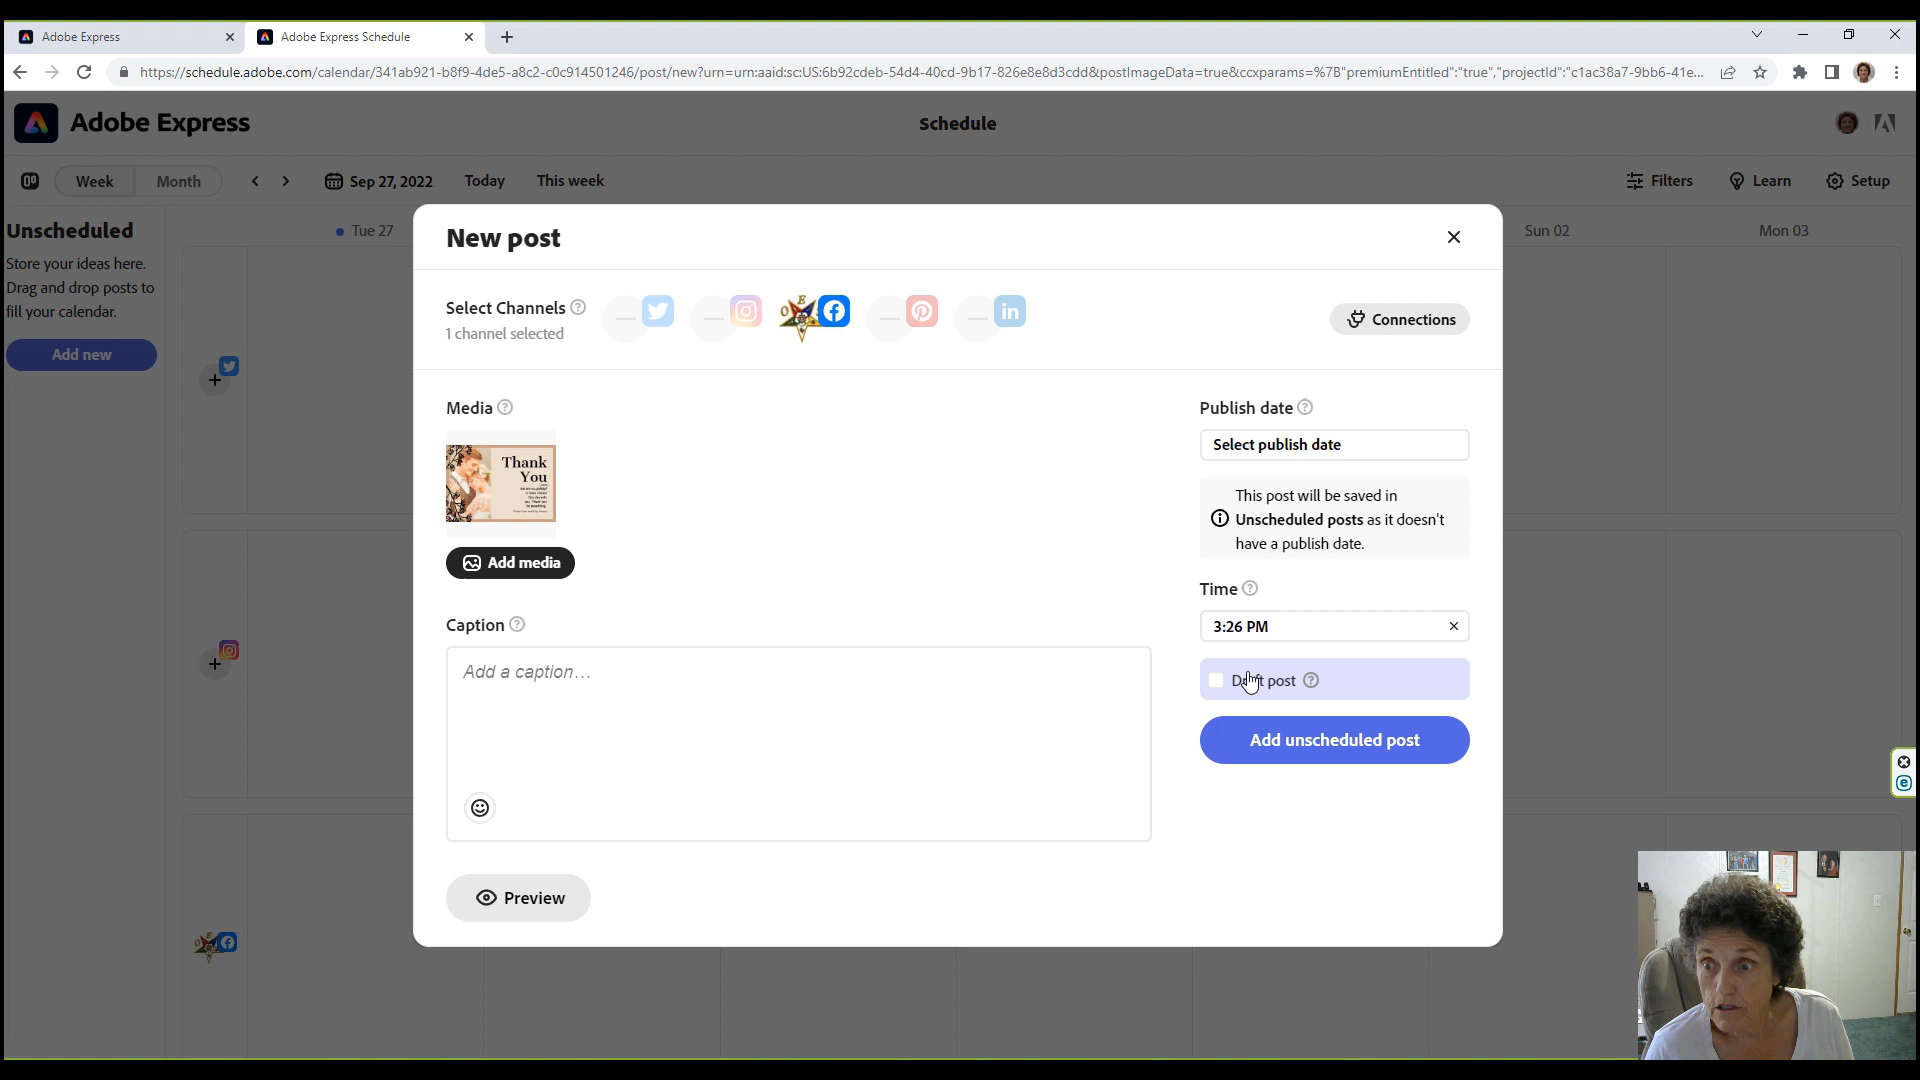 Adobe Express
Adobe Express Schedule
https://schedule.adobe.com/calendar/341ab921-b8f9-4de5-a8c2-c0c914501246/post/new?urn=urn:aaid:sc:US:6b92cdeb-54d4-40cd-9b17-826e8e8d3cdd&postImageData=true&ccxparams=%7B"premiumEntitled":"true","projectId":"c1ac38a7-9bb6-41e...
Adobe Express
Schedule
Week
Month
Sep 27, 2022
Today
This week
Filters
Learn
Setup
Unscheduled
Store your ideas here.
Drag and drop posts to
fill your calendar.
Add new
Tue 27
Sun 02
Mon 03
New post
Select Channels
1 channel selected
Connections
Media
Thank
You
Add media
Caption
Add a caption...
Preview
Publish date
Select publish date
This post will be saved in
Unscheduled posts as it doesn't
have a publish date.
Time
3:26 PM
Draft post
Add unscheduled post